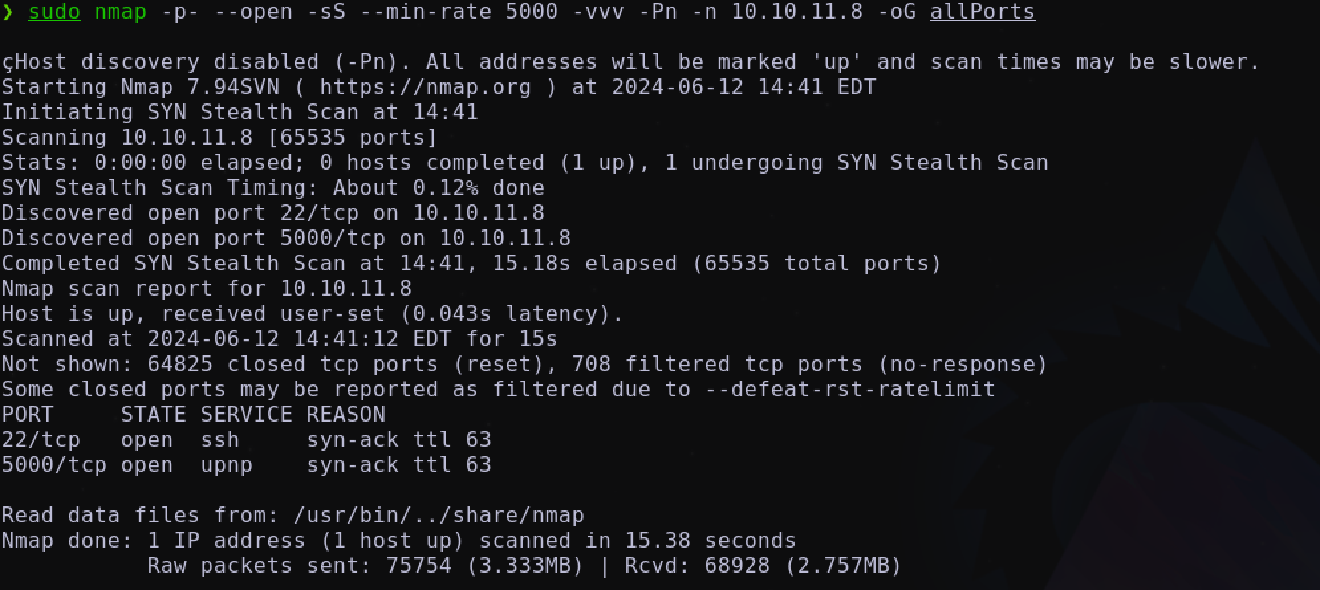 ❯ sudo nmap -p- --open -sS --min-rate 5000 -vvv -Pn -n 10.10.11.8 -oG allPorts
çHost discovery disabled (-Pn). All addresses will be marked 'up' and scan times may be slower.
Starting Nmap 7.94SVN ( https://nmap.org ) at 2024-06-12 14:41 EDT
Initiating SYN Stealth Scan at 14:41
Scanning 10.10.11.8 [65535 ports]
Stats: 0:00:00 elapsed; 0 hosts completed (1 up), 1 undergoing SYN Stealth Scan
SYN Stealth Scan Timing: About 0.12% done
Discovered open port 22/tcp on 10.10.11.8
Discovered open port 5000/tcp on 10.10.11.8
Completed SYN Stealth Scan at 14:41, 15.18s elapsed (65535 total ports)
Nmap scan report for 10.10.11.8
Host is up, received user-set (0.043s latency).
Scanned at 2024-06-12 14:41:12 EDT for 15s
Not shown: 64825 closed tcp ports (reset), 708 filtered tcp ports (no-response)
Some closed ports may be reported as filtered due to --defeat-rst-ratelimit
PORT     STATE SERVICE REASON
22/tcp   open  ssh     syn-ack ttl 63
5000/tcp open  upnp    syn-ack ttl 63
Read data files from: /usr/bin/../share/nmap
Nmap done: 1 IP address (1 host up) scanned in 15.38 seconds
           Raw packets sent: 75754 (3.333MB) | Rcvd: 68928 (2.757MB)